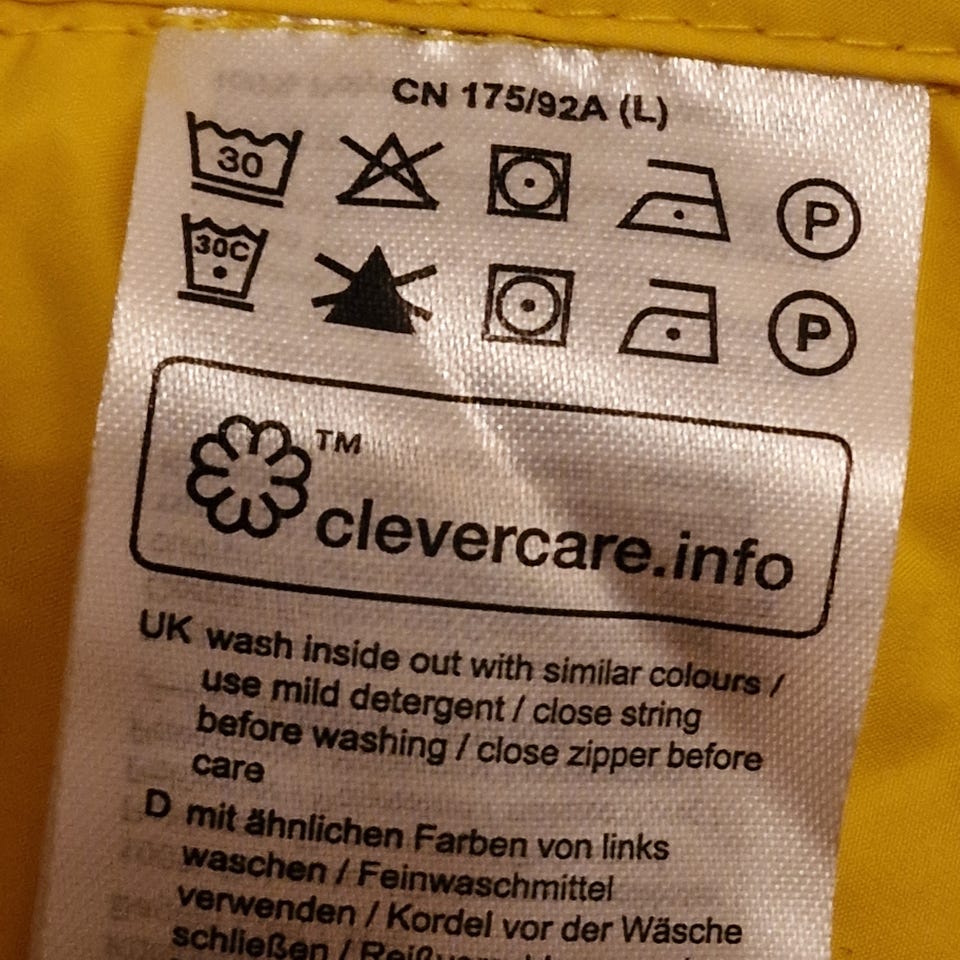 CN 175/92A (L)
30 P
30C P
TM
clevercare.info
UK wash inside out with similar colours /
use mild detergent / close string
before washing / close zipper before
care
D mit ähnlichen Farben von links
waschen / Feinwaschmittel
verwenden / Kordel vor der Wäsche
schließen /